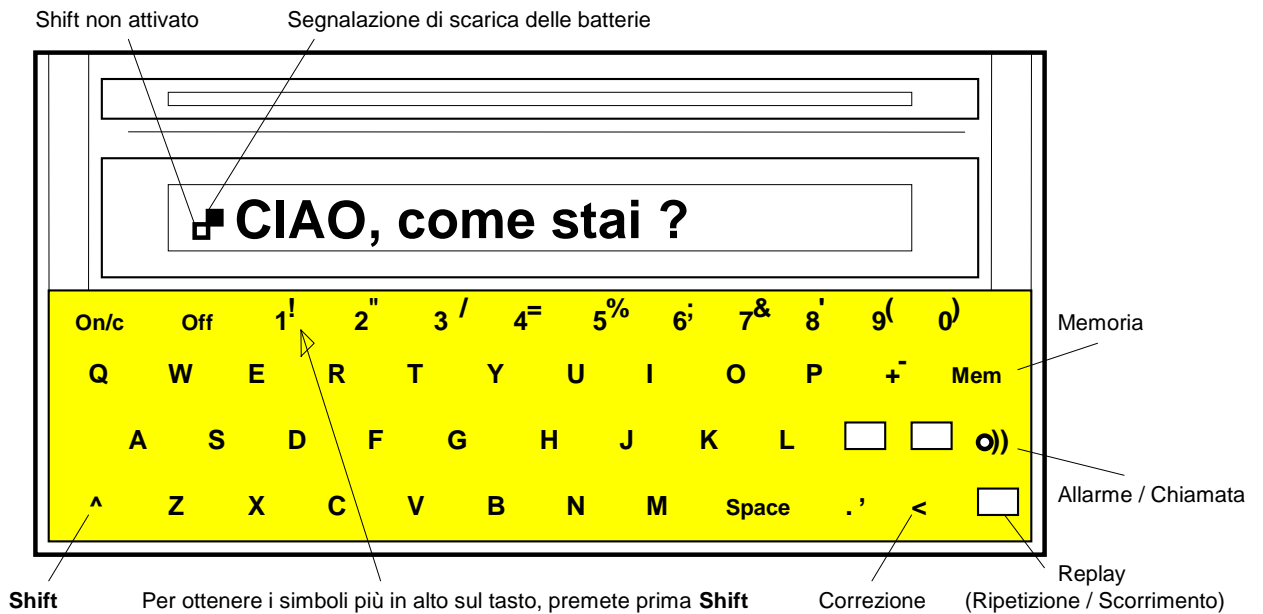 Shift non attivato Segnalazione di scarica delle batterie
CIAO, come stai ?
On/c Off 1! 2" 3 / 4= 5% 6; 7& 8' 9( 0)
Memoria
Q W E R T Y U I O P +- Mem
A S D F G H J K L o))
Allarme / Chiamata
^ Z X C V B N M Space . ’ <
Replay
Shift Per ottenere i simboli più in alto sul tasto, premete prima Shift Correzione (Ripetizione / Scorrimento)